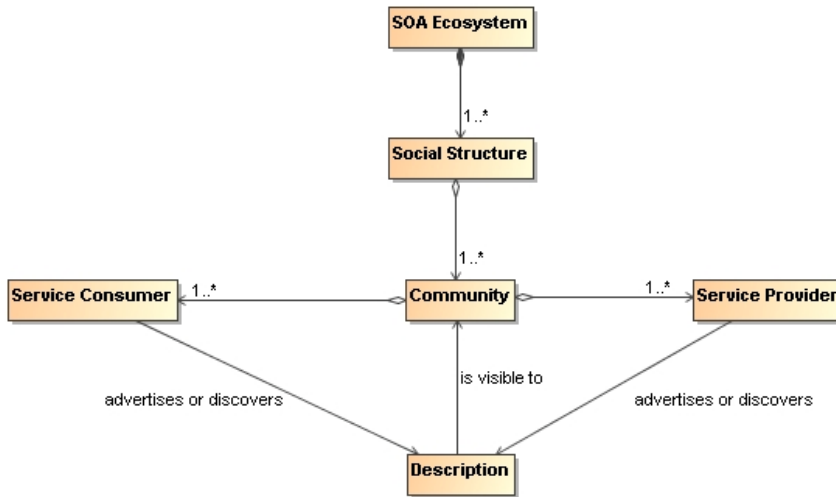 SOA Ecosystem
1..*
Social Structure
1..*
Service Consumer
1..*
Community
1..*
Service Provider
is visible to
advertises or discovers
advertises or discovers
Description